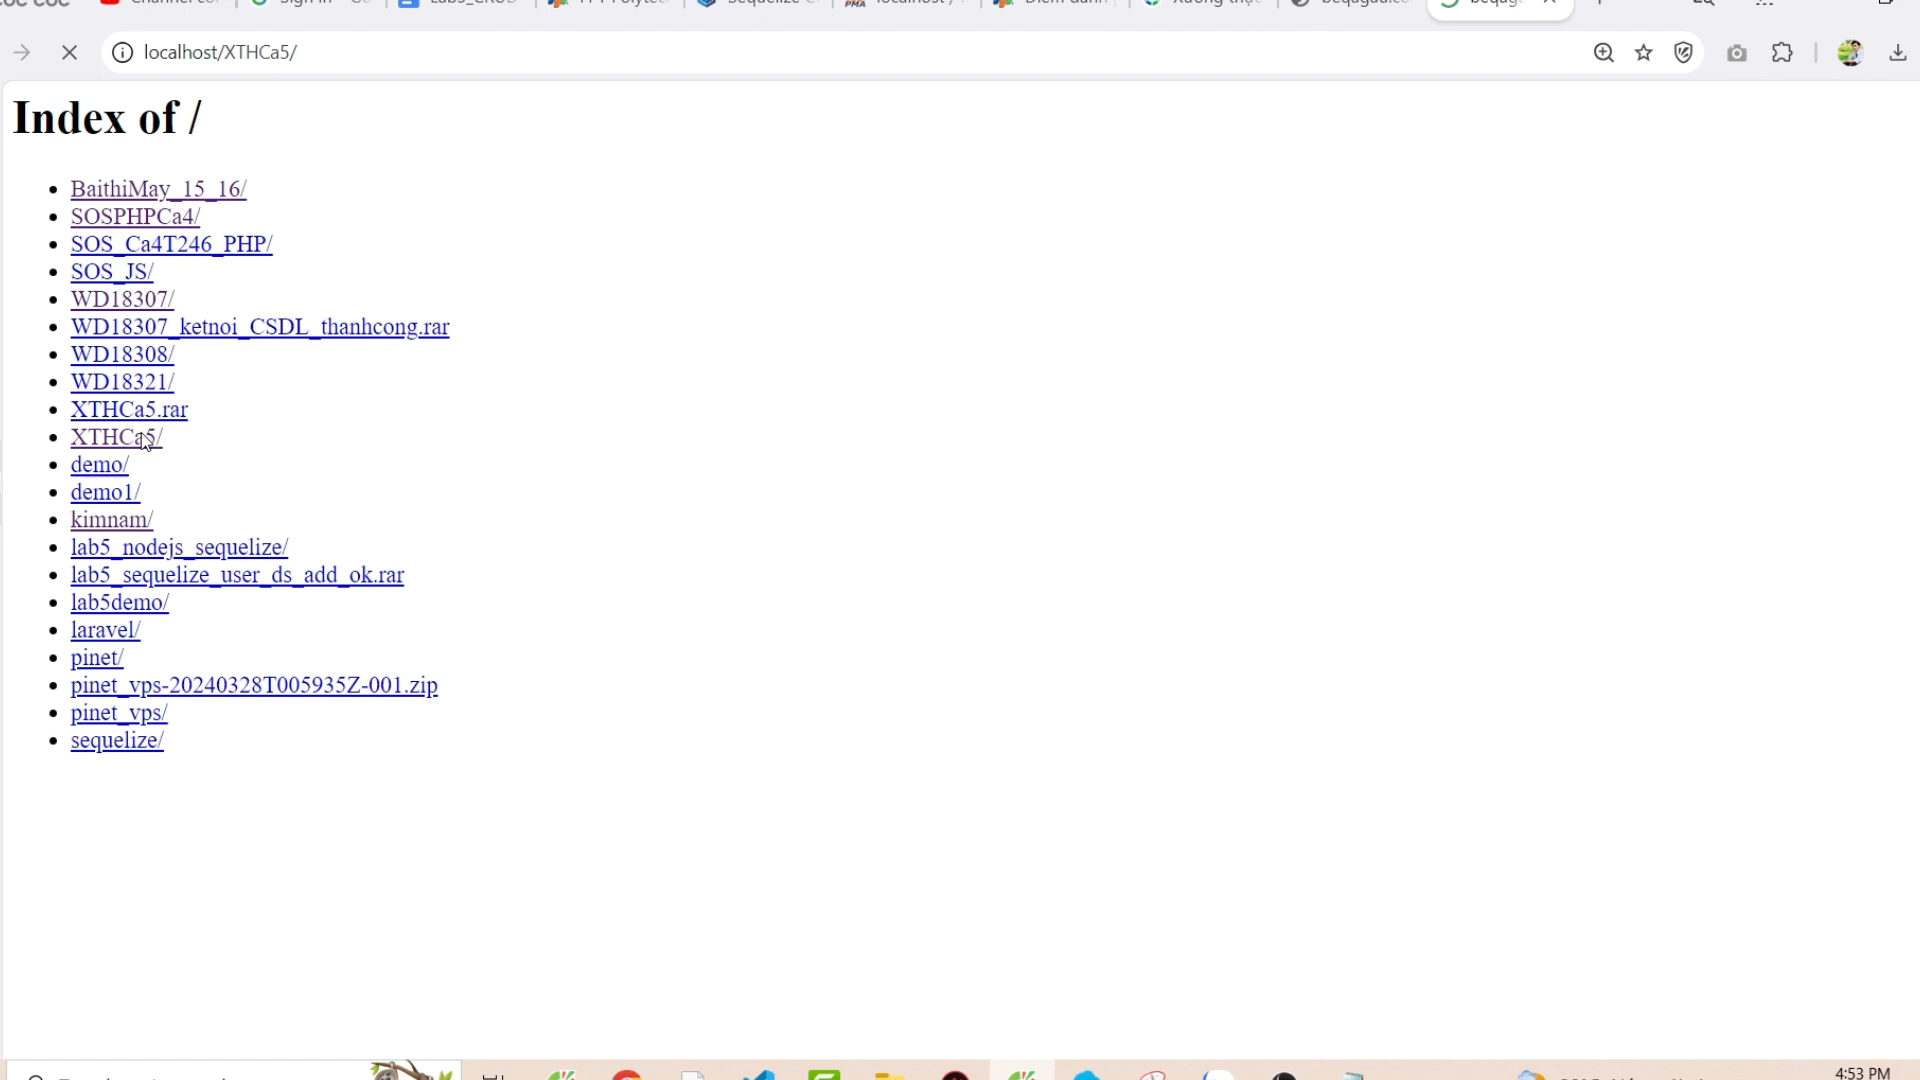 localhost/XTHCa5/
Index of /
BaithiMay_15_16/
SOSPHPCa4/
SOS_Ca4T246_PHP/
SOS_JS/
WD18307/
WD18307_ketnoi_CSDL_thanhcong.rar
WD18308/
WD18321/
XTHCa5.rar
XTHCa5/
demo/
demo1/
kimnam/
lab5_nodejs_sequelize/
lab5_sequelize_user_ds_add_ok.rar
lab5demo/
laravel/
pinet/
pinet_vps-20240328T005935Z-001.zip
pinet_vps/
sequelize/
4:53 PM